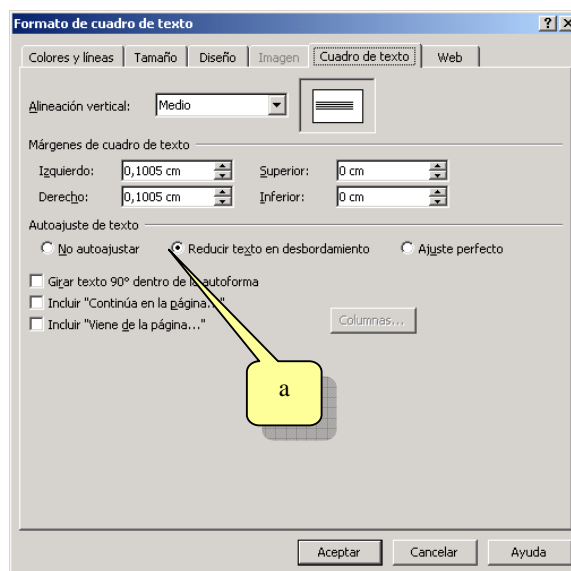 Formato de cuadro de texto
Colores y líneas Tamaño Diseño Imagen Cuadro de texto Web
Alineación vertical: Medio
Márgenes de cuadro de texto
Izquierdo: 0,1005 cm Superior: 0 cm
Derecho: 0,1005 cm Inferior: 0 cm
Autoajuste de texto
No autoajustar Reducir texto en desbordamiento Ajuste perfecto
Girar texto 90° dentro de la autoforma
Incluir "Continúa en la página..."
Incluir "Viene de la página..." Columnas...
a
Aceptar Cancelar Ayuda